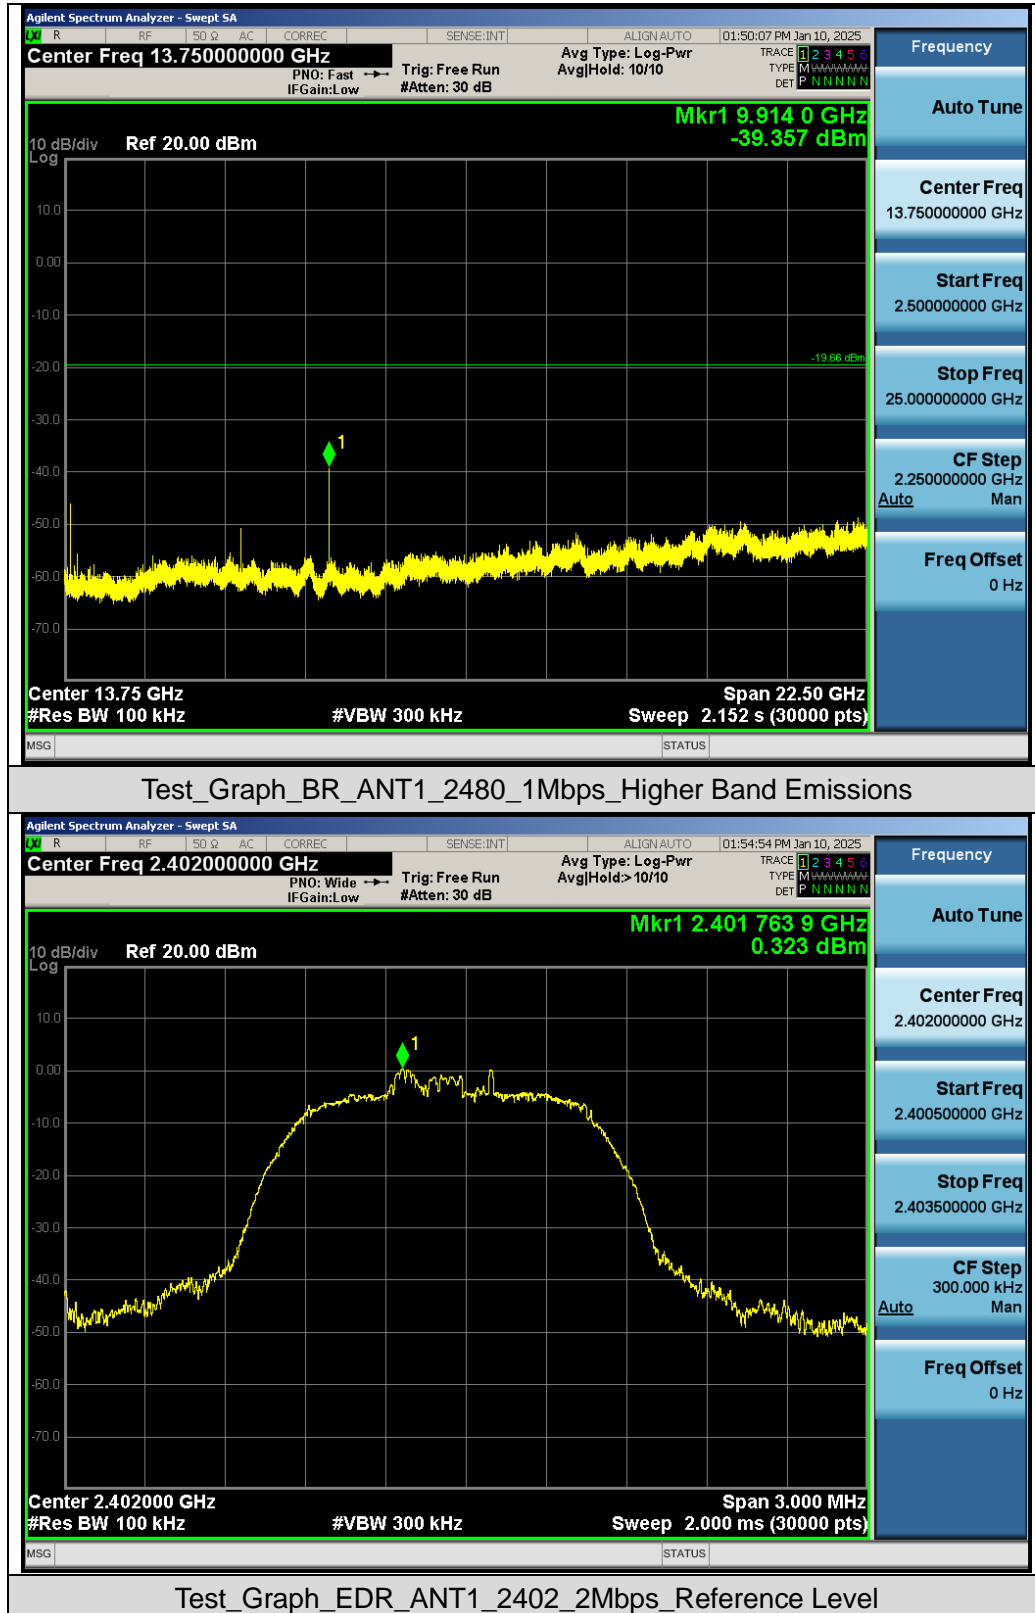 Agilent Spectrum Analyzer - Swept SA
LXI R RF 50 Ω AC CORREC SENSE:INT ALIGN AUTO 01:50:07 PM Jan 10, 2025
Center Freq 13.750000000 GHz
PNO: Fast
IFGain:Low
Trig: Free Run
#Atten: 30 dB
Avg Type: Log-Pwr
Avg|Hold: 10/10
TRACE 1 2 3 4 5 6
TYPE M WWWWW
DET P N N N N N
Mkr1 9.914 0 GHz
-39.357 dBm
10 dB/div Ref 20.00 dBm
Log
10.0
0.00
-10.0
-19.66 dBm
-20.0
-30.0
1
-40.0
-50.0
-60.0
-70.0
Center 13.75 GHz Span 22.50 GHz
#Res BW 100 kHz #VBW 300 kHz Sweep 2.152 s (30000 pts)
MSG STATUS
Frequency
Auto Tune
Center Freq
13.750000000 GHz
Start Freq
2.500000000 GHz
Stop Freq
25.000000000 GHz
CF Step
2.250000000 GHz
Auto Man
Freq Offset
0 Hz
Test_Graph_BR_ANT1_2480_1Mbps_Higher Band Emissions
Agilent Spectrum Analyzer - Swept SA
LXI R RF 50 Ω AC CORREC SENSE:INT ALIGN AUTO 01:54:54 PM Jan 10, 2025
Center Freq 2.402000000 GHz
PNO: Wide
IFGain:Low
Trig: Free Run
#Atten: 30 dB
Avg Type: Log-Pwr
Avg|Hold:>10/10
TRACE 1 2 3 4 5 6
TYPE M WWWWW
DET P N N N N N
Mkr1 2.401 763 9 GHz
0.323 dBm
10 dB/div Ref 20.00 dBm
Log
10.0
1
0.00
-10.0
-20.0
-30.0
-40.0
-50.0
-60.0
-70.0
Center 2.402000 GHz Span 3.000 MHz
#Res BW 100 kHz #VBW 300 kHz Sweep 2.000 ms (30000 pts)
MSG STATUS
Frequency
Auto Tune
Center Freq
2.402000000 GHz
Start Freq
2.400500000 GHz
Stop Freq
2.403500000 GHz
CF Step
300.000 kHz
Auto Man
Freq Offset
0 Hz
Test_Graph_EDR_ANT1_2402_2Mbps_Reference Level